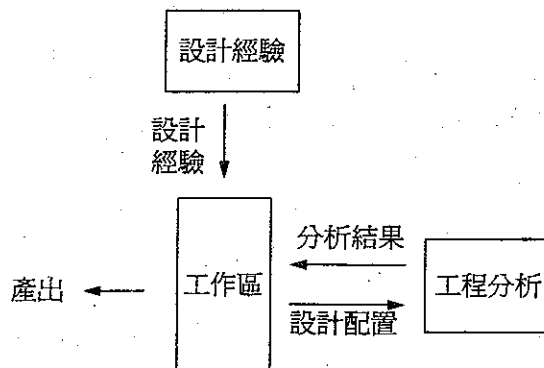 設計經驗
設計
經驗
分析結果
產出
工作區
工程分析
設計配置